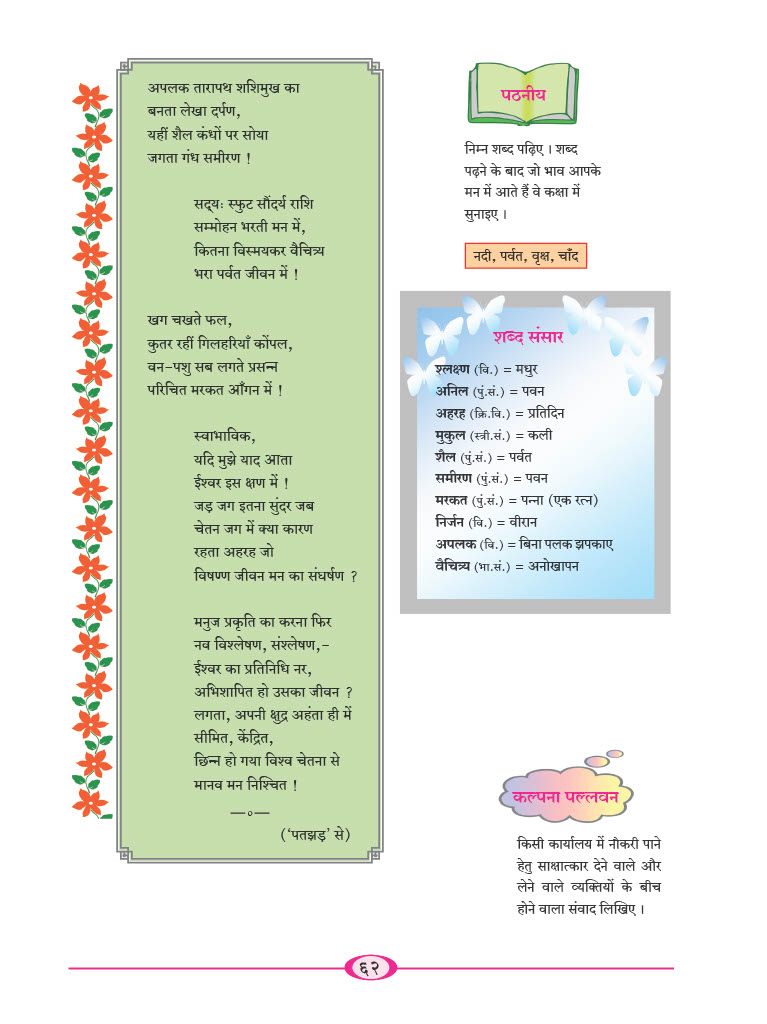 अपलक तारापथ शशिमुख का
बनता लेखा दर्पण,
यहीं शैल कंधों पर सोया
जगता गंध समीरण !
सद्‌यः स्फुट सौंदर्य राशि
सम्मोहन भरती मन में,
कितना विस्मयकर वैचित्र्य
भरा पर्वत जीवन में !
खग चखते फल,
कुतर रहीं गिलहरियाँ कोंपल,
वन-पशु सब लगते प्रसन्न
परिचित मरकत आँगन में !
स्वाभाविक,
यदि मुझे याद आता
ईश्वर इस क्षण में !
जड़ जग इतना सुंदर जब
चेतन जग में क्या कारण
रहता अहरह जो
विषण्ण जीवन मन का संघर्षण ?
मनुज प्रकृति का करना फिर
नव विश्लेषण, संश्लेषण,-
ईश्वर का प्रतिनिधि नर,
अभिशापित हो उसका जीवन ?
लगता, अपनी क्षुद्र अहंता ही में
सीमित, केंद्रित,
छिन्न हो गया विश्व चेतना से
मानव मन निश्चित !
—०—
(‘पतझड़’ से)
पठनीय
निम्न शब्द पढ़िए । शब्द
पढ़ने के बाद जो भाव आपके
मन में आते हैं वे कक्षा में
सुनाइए ।
नदी, पर्वत, वृक्ष, चाँद
शब्द संसार
श्लक्ष्ण (वि.) = मधुर
अनिल (पुं.सं.) = पवन
अहरह (क्रि.वि.) = प्रतिदिन
मुकुल (स्त्री.सं.) = कली
शैल (पुं.सं.) = पर्वत
समीरण (पुं.सं.) = पवन
मरकत (पुं.सं.) = पन्ना (एक रत्न)
निर्जन (वि.) = वीरान
अपलक (वि.) = बिना पलक झपकाए
वैचित्र्य (भा.सं.) = अनोखापन
कल्पना पल्लवन
किसी कार्यालय में नौकरी पाने
हेतु साक्षात्कार देने वाले और
लेने वाले व्यक्तियों के बीच
होने वाला संवाद लिखिए ।
६२